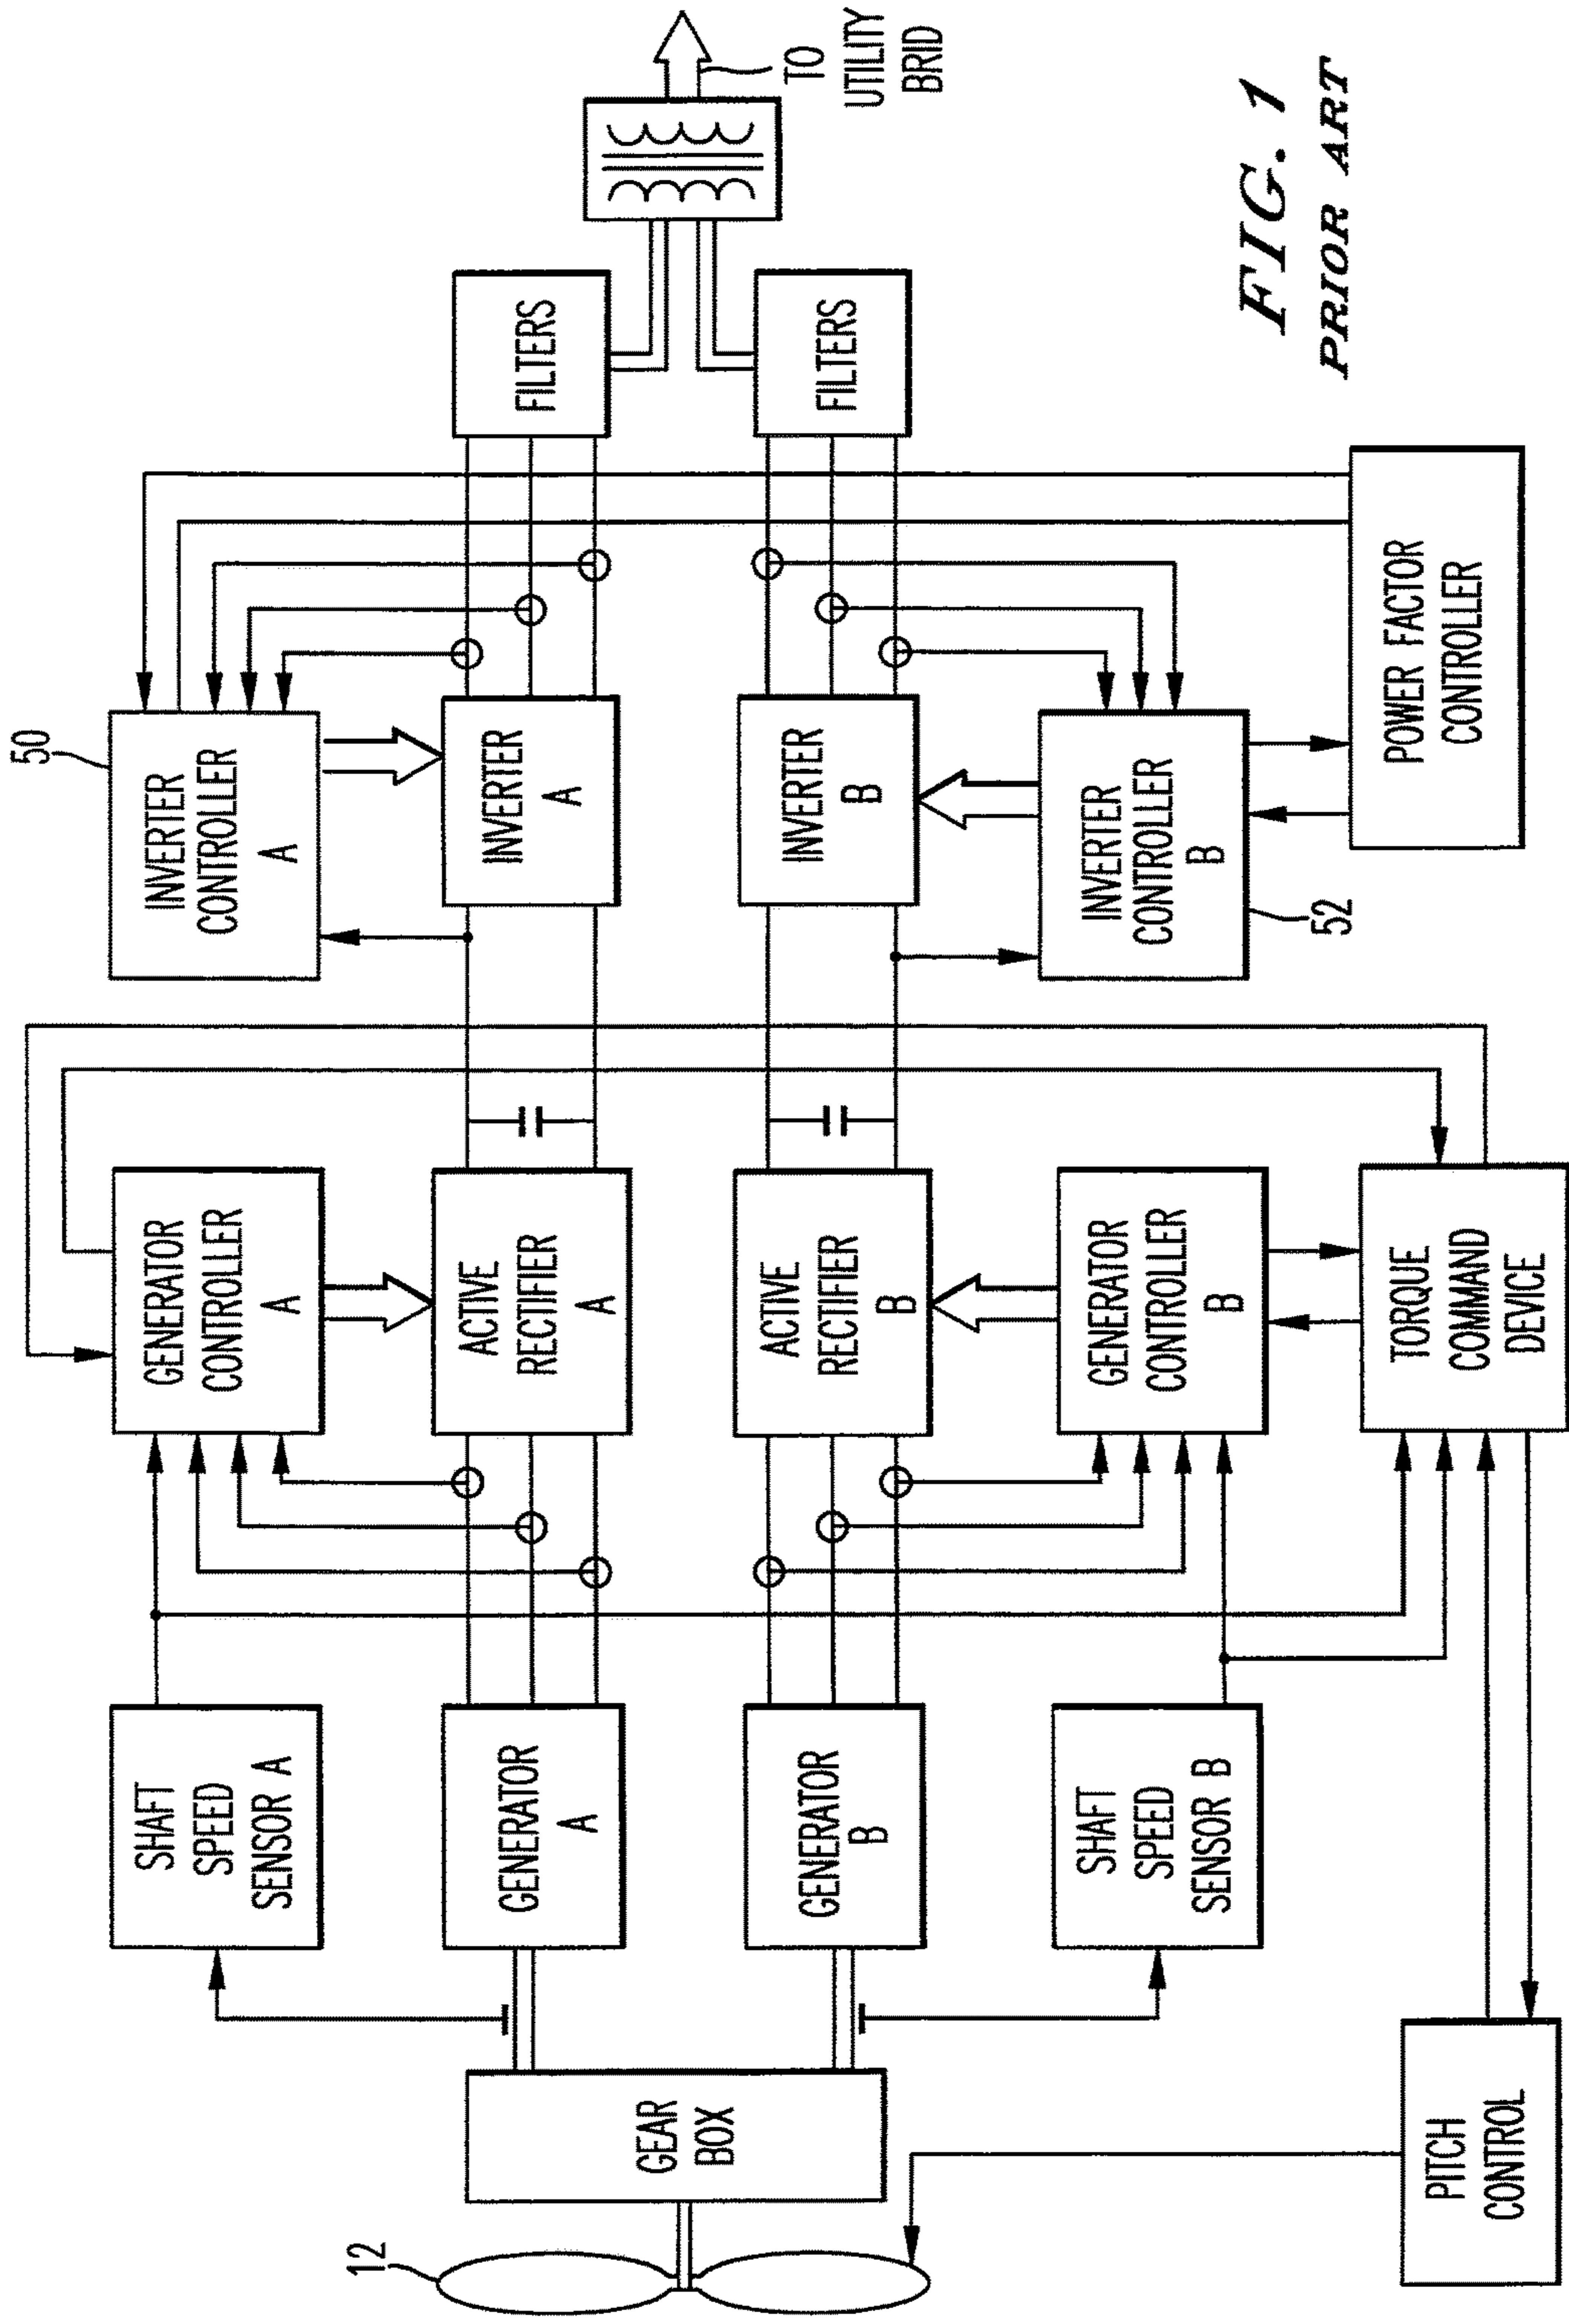 50
INVERTER
CONTROLLER
A
GENERATOR
CONTROLLER
A
SHAFT
SPEED
SENSOR A
12
GEAR
BOX
GENERATOR
A
ACTIVE
RECTIFIER
A
INVERTER
A
FILTERS
TO
UTILITY
BRID
GENERATOR
B
ACTIVE
RECTIFIER
B
INVERTER
B
FILTERS
SHAFT
SPEED
SENSOR B
GENERATOR
CONTROLLER
B
INVERTER
CONTROLLER
B
52
PITCH
CONTROL
TORQUE
COMMAND
DEVICE
POWER FACTOR
CONTROLLER
FIG. 1
PRIOR ART